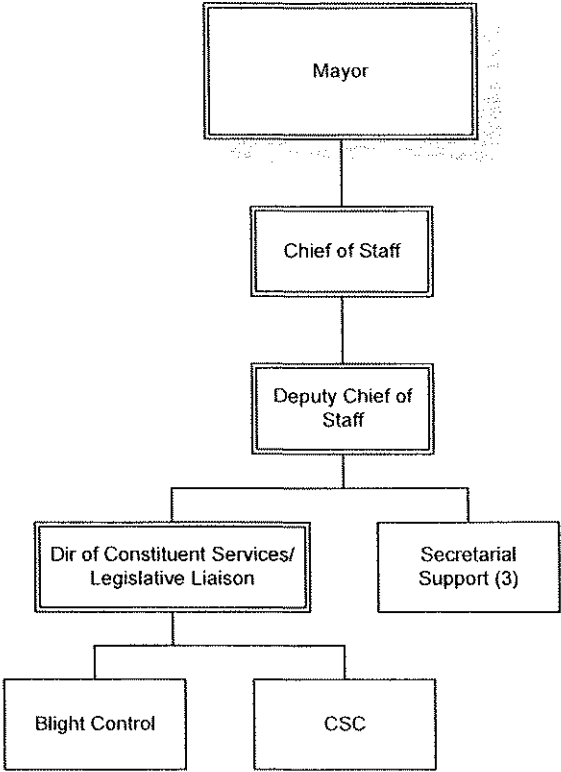 Mayor
Chief of Staff
Deputy Chief of
Staff
Dir of Constituent Services/
Legislative Liaison
Secretarial
Support (3)
Blight Control
CSC